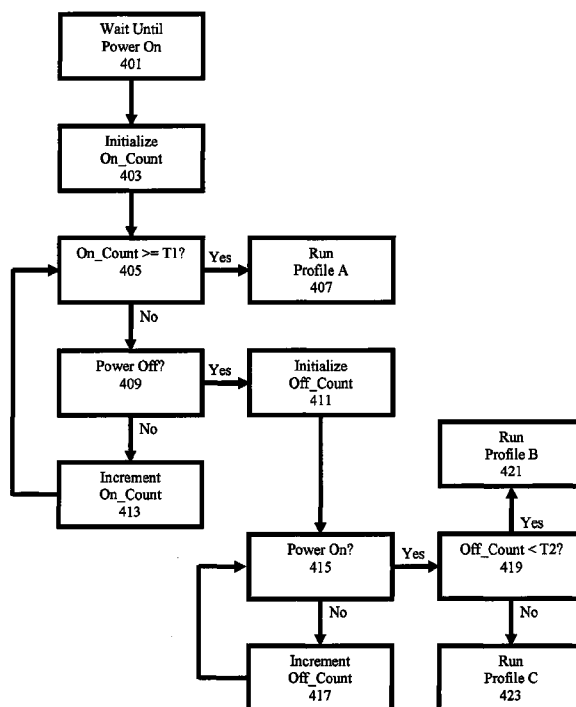 Wait Until
Power On
401
Initialize
On_Count
403
On_Count >= T1?
405
Yes
Run
Profile A
407
No
Power Off?
409
Yes
Initialize
Off_Count
411
No
Increment
On_Count
413
Run
Profile B
421
Yes
Power On?
415
Yes
Off_Count < T2?
419
No
No
Increment
Off_Count
417
Run
Profile C
423